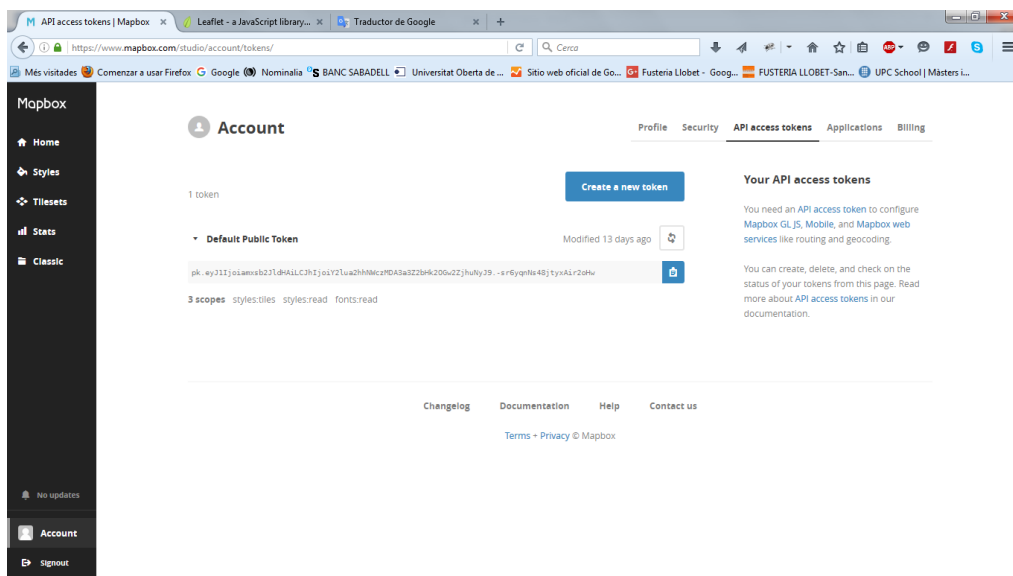 API access tokens | Mapbox
Leaflet - a JavaScript library...
Traductor de Google
https://www.mapbox.com/studio/account/tokens/
Cerca
ABP
Més visitades
Comenzar a usar Firefox
Google
Nominalia
BANC SABADELL
Universitat Oberta de ...
Sitio web oficial de Go...
Fusteria Llobet - Goog...
FUSTERIA LLOBET-San...
UPC School | Màsters i...
Mapbox
Home
Styles
Tilesets
Stats
Classic
No updates
Account
Signout
Account
Profile Security API access tokens Applications Billing
1 token
Create a new token
Default Public Token
Modified 13 days ago
3 scopes styles:tiles styles:read fonts:read
Your API access tokens
You need an API access token to configure
Mapbox GL JS, Mobile, and Mapbox web
services like routing and geocoding.
You can create, delete, and check on the
status of your tokens from this page. Read
more about API access tokens in our
documentation.
Changelog Documentation Help Contact us
Terms + Privacy © Mapbox